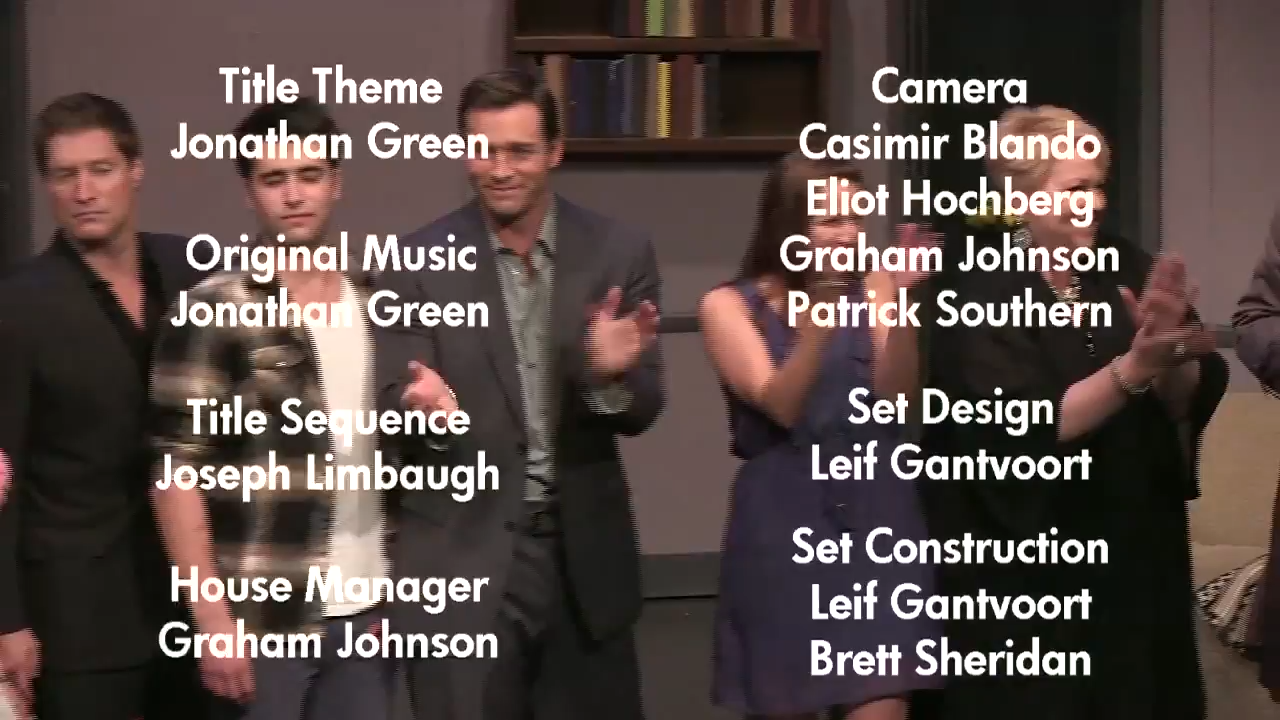 Title Theme
Jonathan Green
Original Music
Jonathan Green
Title Sequence
Joseph Limbaugh
House Manager
Graham Johnson
Camera
Casimir Blando
Eliot Hochberg
Graham Johnson
Patrick Southern
Set Design
Leif Gantvoort
Set Construction
Leif Gantvoort
Brett Sheridan